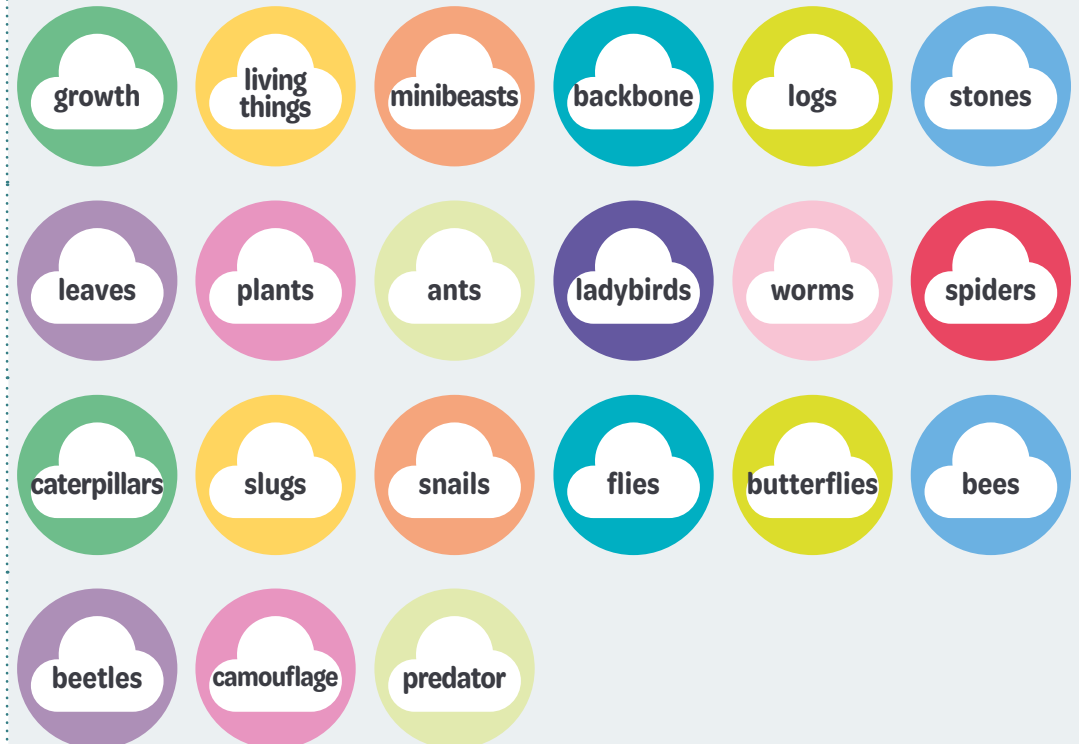 growth
living
things
minibeasts
backbone
logs
stones
leaves
plants
ants
ladybirds
worms
spiders
caterpillars
slugs
snails
flies
butterflies
bees
beetles
camouflage
predator